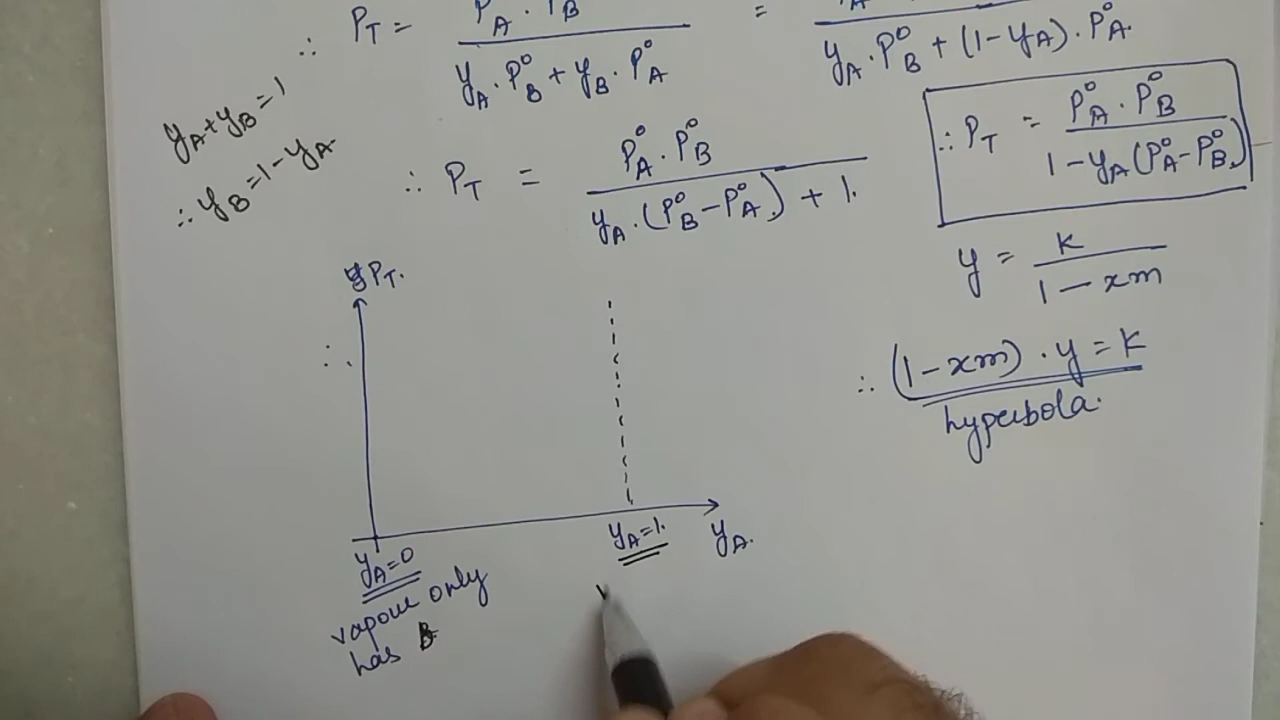 ∴ P_T = P_A · P_B / (y_A · P°_B + y_B · P°_A) = / (y_A · P°_B + (1 - y_A) · P°_A.)
y_A + y_B = 1
∴ y_B = 1 - y_A
∴ P_T = P°_A · P°_B / (y_A · (P°_B - P°_A) + 1.)
∴ P_T = P°_A · P°_B / (1 - y_A (P°_A - P°_B))
y = K / (1 - xm)
∴ (1 - xm) · y = K
hyperbola.
P_T.
∴.
y_A = 0
y_A = 1.
y_A.
vapour only
has B